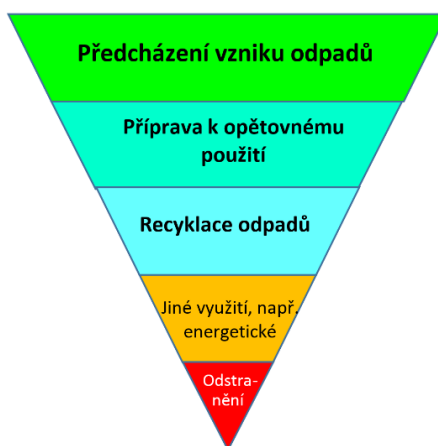 Předcházení vzniku odpadů
Příprava k opětovnému
použití
Recyklace odpadů
Jiné využití, např.
energetické
Odstra-
nění